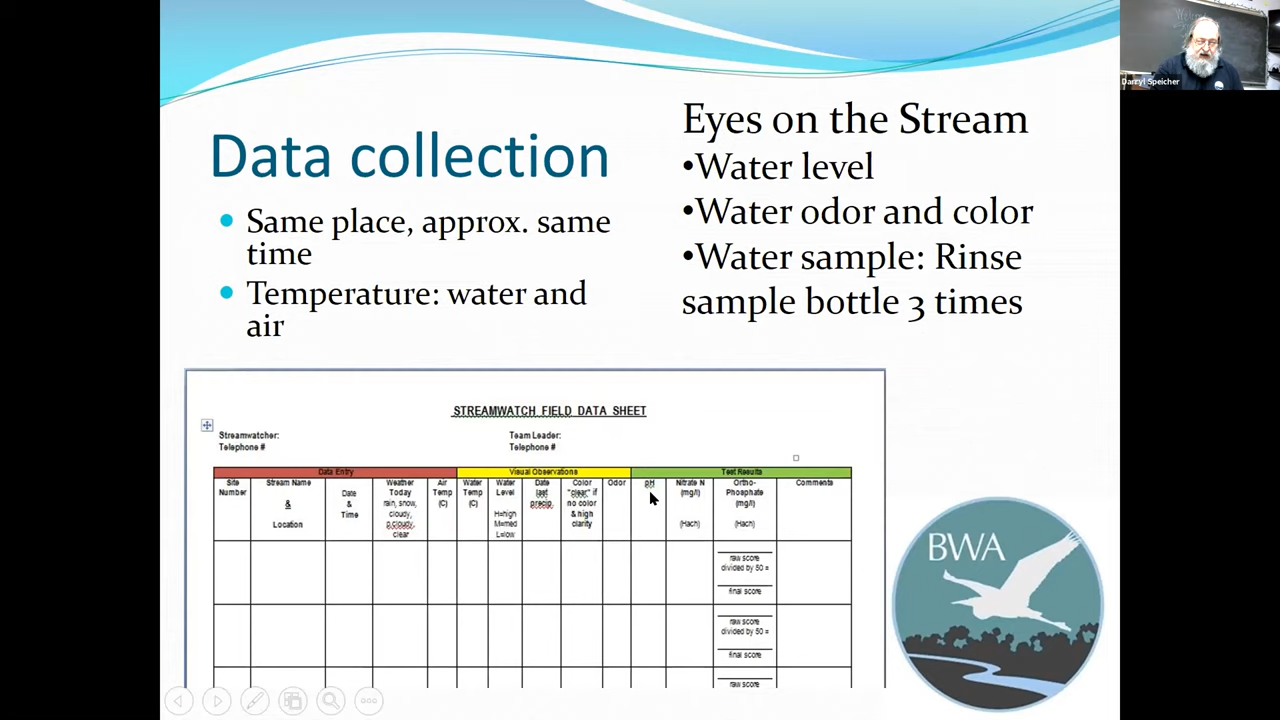 Darryl Speicher
Data collection
• Same place, approx. same
time
• Temperature: water and
air
Eyes on the Stream
•Water level
•Water odor and color
•Water sample: Rinse
sample bottle 3 times
STREAMWATCH FIELD DATA SHEET
Streamwatcher:
Telephone #
Team Leader:
Telephone #
Data Entry
Visual Observations
Test Results
Site
Number
Stream Name
&
Location
Date
&
Time
Weather
Today
rain, snow,
cloudy,
p.cloudy,
clear
Air
Temp
(C)
Water
Temp
(C)
Water
Level
H=high
M=med
L=low
Date
last
precip.
Color
"clear" if
no color
& high
clarity
Odor
pH
Nitrate N
(mg/l)
(Hach)
Ortho-
Phosphate
(mg/l)
(Hach)
Comments
raw score
divided by 50 =
final score
raw score
divided by 50 =
final score
raw score
BWA